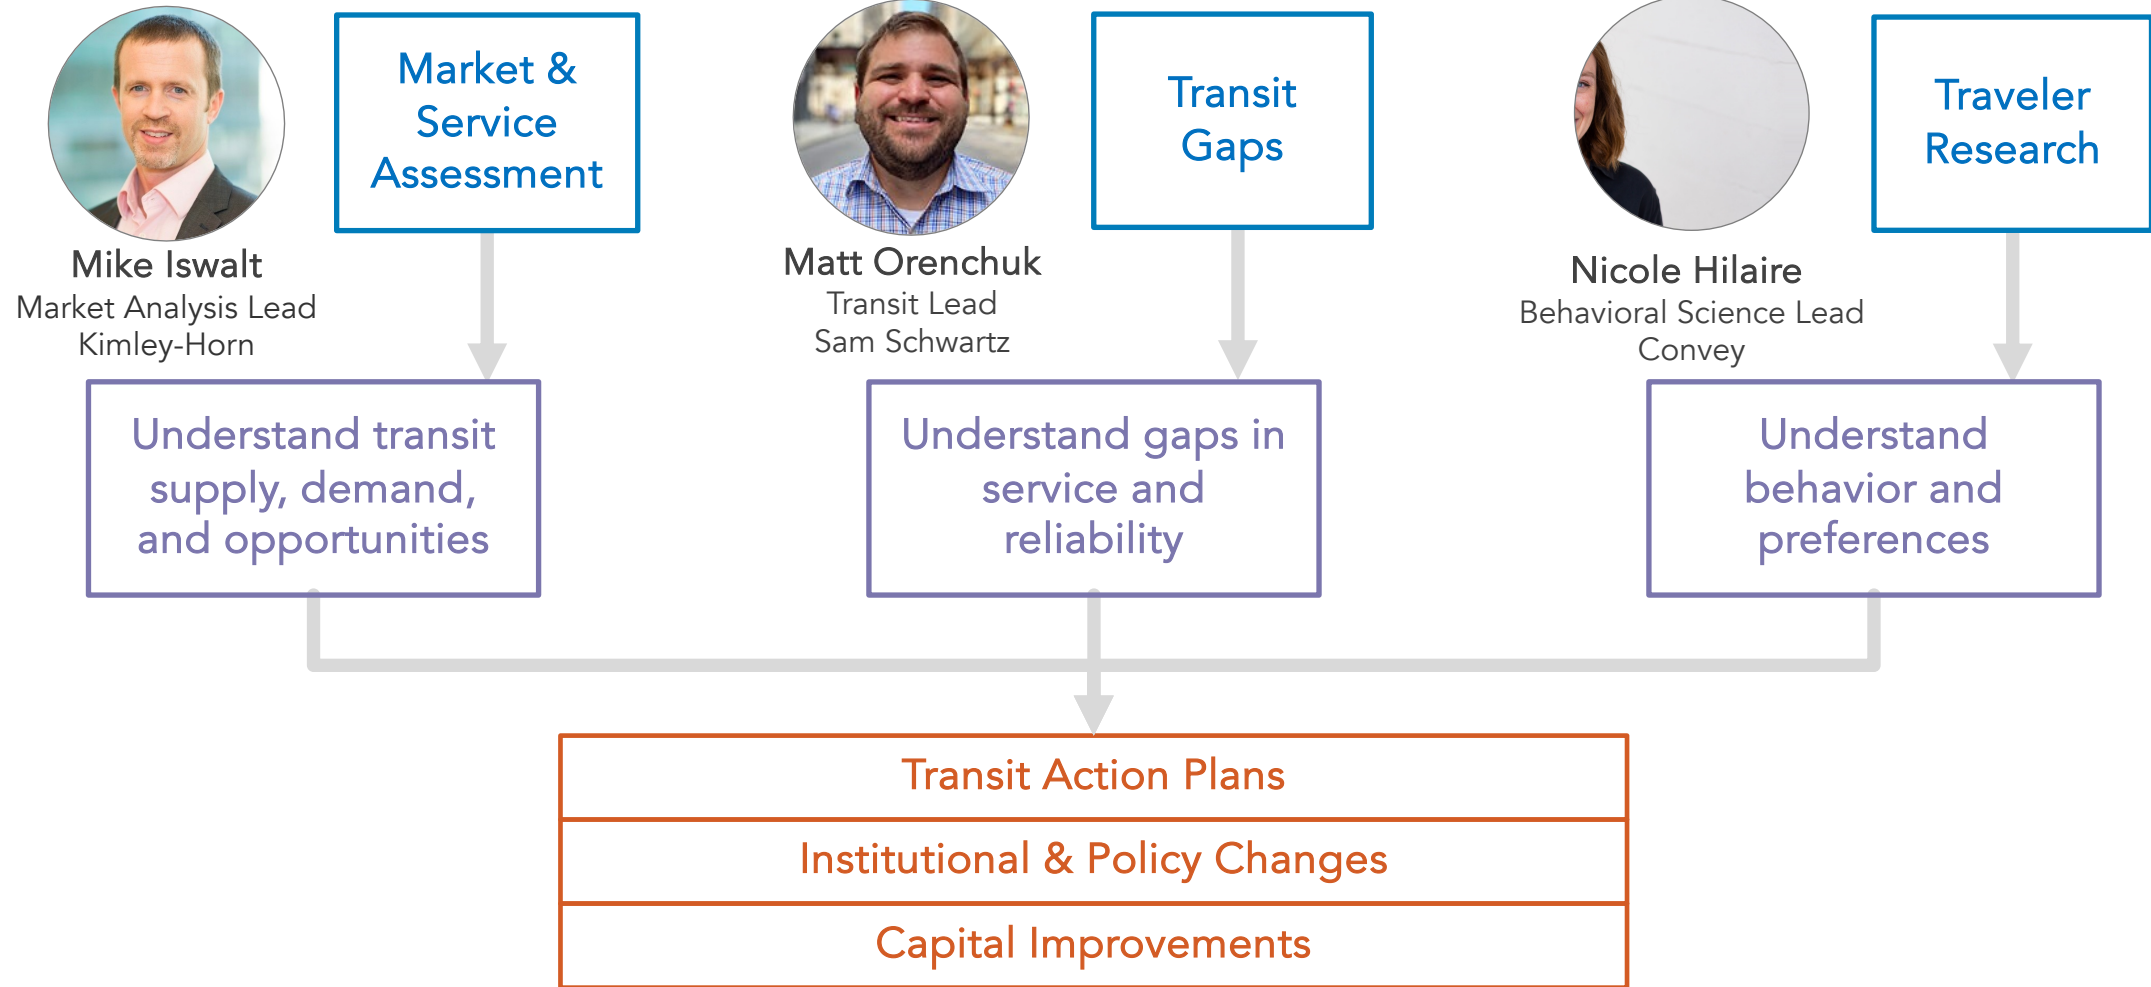 Market &
Service
Assessment
Transit
Gaps
Traveler
Research
Mike Iswalt
Market Analysis Lead
Kimley-Horn
Matt Orenchuk
Transit Lead
Sam Schwartz
Nicole Hilaire
Behavioral Science Lead
Convey
Understand transit
supply, demand,
and opportunities
Understand gaps in
service and
reliability
Understand
behavior and
preferences
Transit Action Plans
Institutional & Policy Changes
Capital Improvements